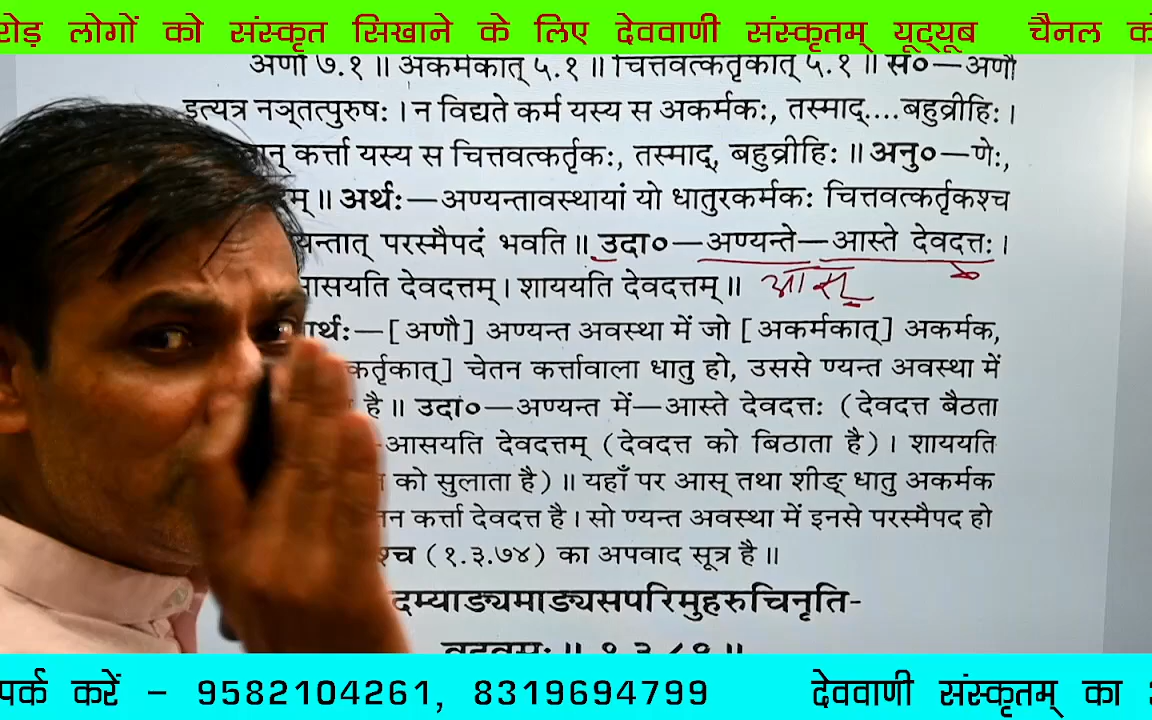 लोगों को संस्कृत सिखाने के लिए देववाणी संस्कृतम् यूट्यूब चैनल
अणौ ७.१ ॥ अकर्मकात् ५.१ ॥ चित्तवत्कर्तृकात् ५.१ ॥ स०—अणौ
इत्यत्र नञ्तत्पुरुषः । न विद्यते कर्म यस्य स अकर्मकः, तस्माद्....बहुव्रीहिः ।
कर्त्ता यस्य स चित्तवत्कर्तृकः, तस्माद्, बहुव्रीहिः ॥ अनु०—णेः,
॥ अर्थः—अण्यन्तावस्थायां यो धातुरकर्मकः चित्तवत्कर्तृकश्च
परस्मैपदं भवति ॥ उदा०—अण्यन्ते—आस्ते देवदत्तः ।
देवदत्तम् । शाययति देवदत्तम् ॥ आस्
—[अणौ] अण्यन्त अवस्था में जो [अकर्मकात्] अकर्मक,
कर्तृकात्] चेतन कर्त्तावाला धातु हो, उससे ण्यन्त अवस्था में
है ॥ उदा०—अण्यन्त में—आस्ते देवदत्तः (देवदत्त बैठता
—आसयति देवदत्तम् (देवदत्त को बिठाता है) । शाययति
को सुलाता है) ॥ यहाँ पर आस् तथा शीङ् धातु अकर्मक
कर्त्ता देवदत्त है । सो ण्यन्त अवस्था में इनसे परस्मैपद हो
(१.३.७४) का अपवाद सूत्र है ॥
दम्याङ्यमाङ्यसपरिमुहरुचिनृति-
करें – 9582104261, 8319694799 देववाणी संस्कृतम् का